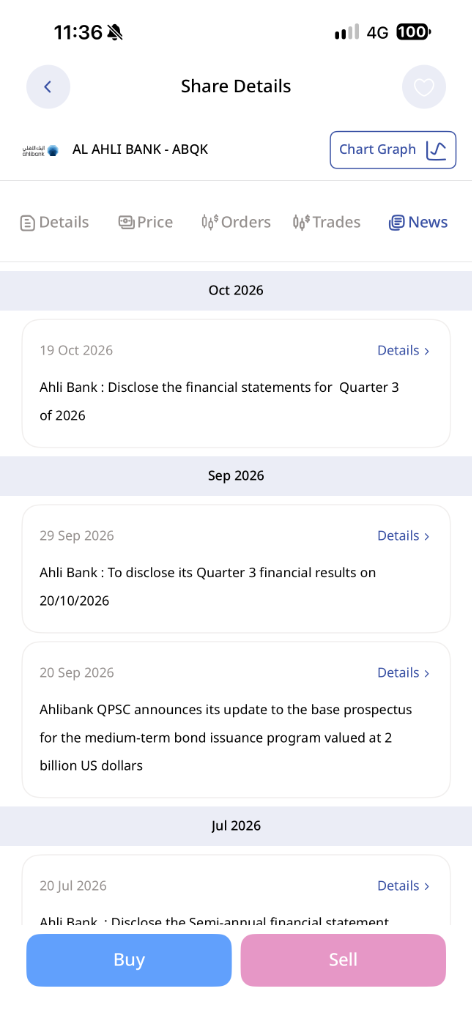 11:36
4G 100
Share Details
ahlibank
AL AHLI BANK - ABQK
Chart Graph
Details Price Orders Trades News
Oct 2026
19 Oct 2026 Details
Ahli Bank : Disclose the financial statements for Quarter 3
of 2026
Sep 2026
29 Sep 2026 Details
Ahli Bank : To disclose its Quarter 3 financial results on
20/10/2026
20 Sep 2026 Details
Ahlibank QPSC announces its update to the base prospectus
for the medium-term bond issuance program valued at 2
billion US dollars
Jul 2026
20 Jul 2026 Details
Ahli Bank : Disclose the Semi-annual financial statement
Buy Sell